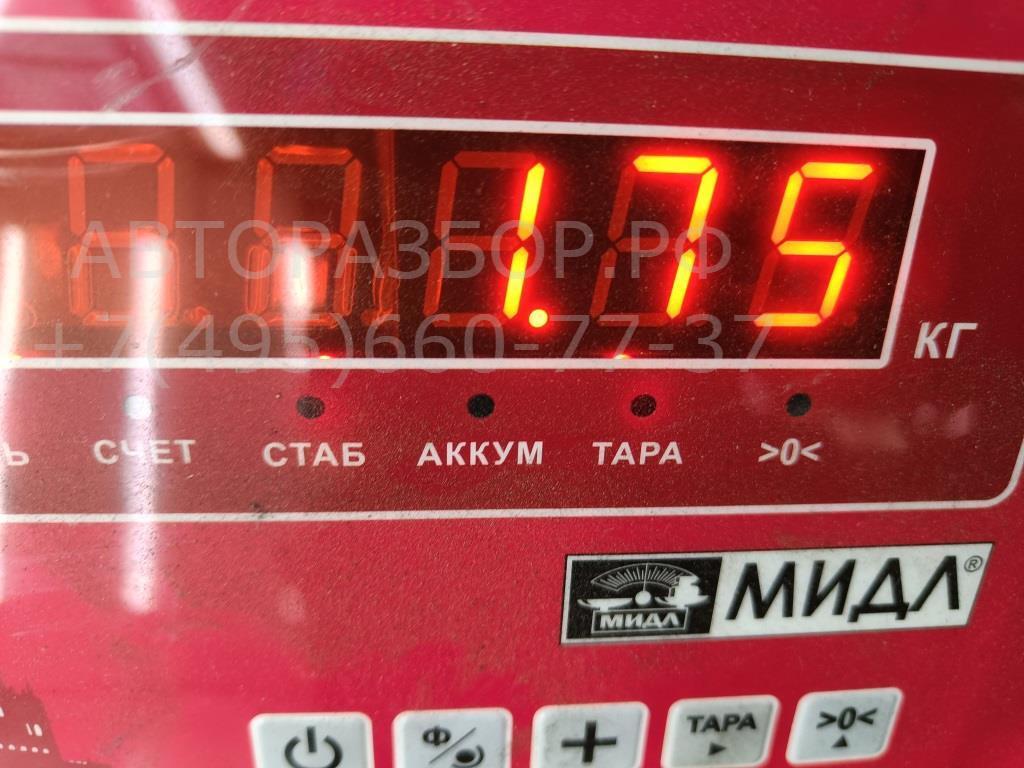 1.75
АВТОРАЗБОР.РФ
+7(495)660-77-37
КГ
Ь СЧЕТ СТАБ АККУМ ТАРА >0<
МИДЛ МИДЛ®
Ф ТАРА >0<